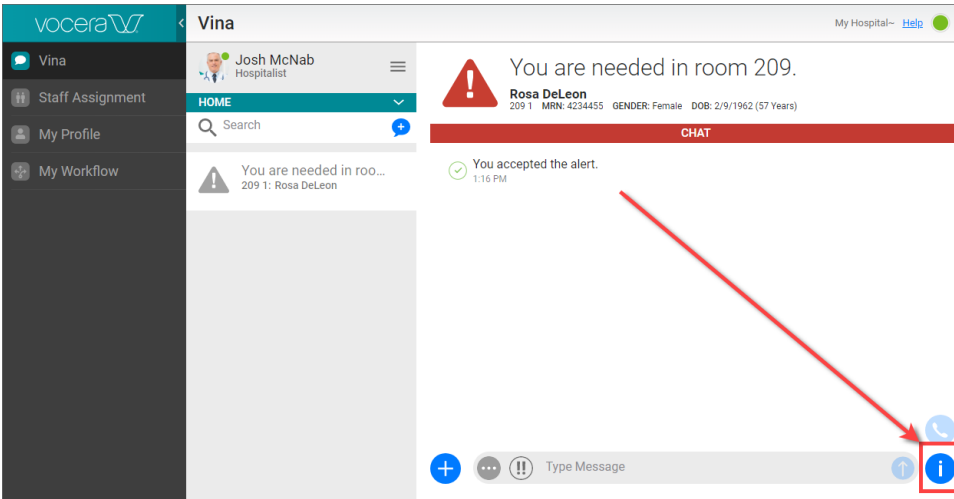 vocera
Vina
My Hospital~ Help
Vina
Staff Assignment
My Profile
My Workflow
Josh McNab
Hospitalist
HOME
Search
You are needed in roo...
209 1: Rosa DeLeon
You are needed in room 209.
Rosa DeLeon
209 1 MRN: 4234455 GENDER: Female DOB: 2/9/1962 (57 Years)
CHAT
You accepted the alert.
1:16 PM
Type Message